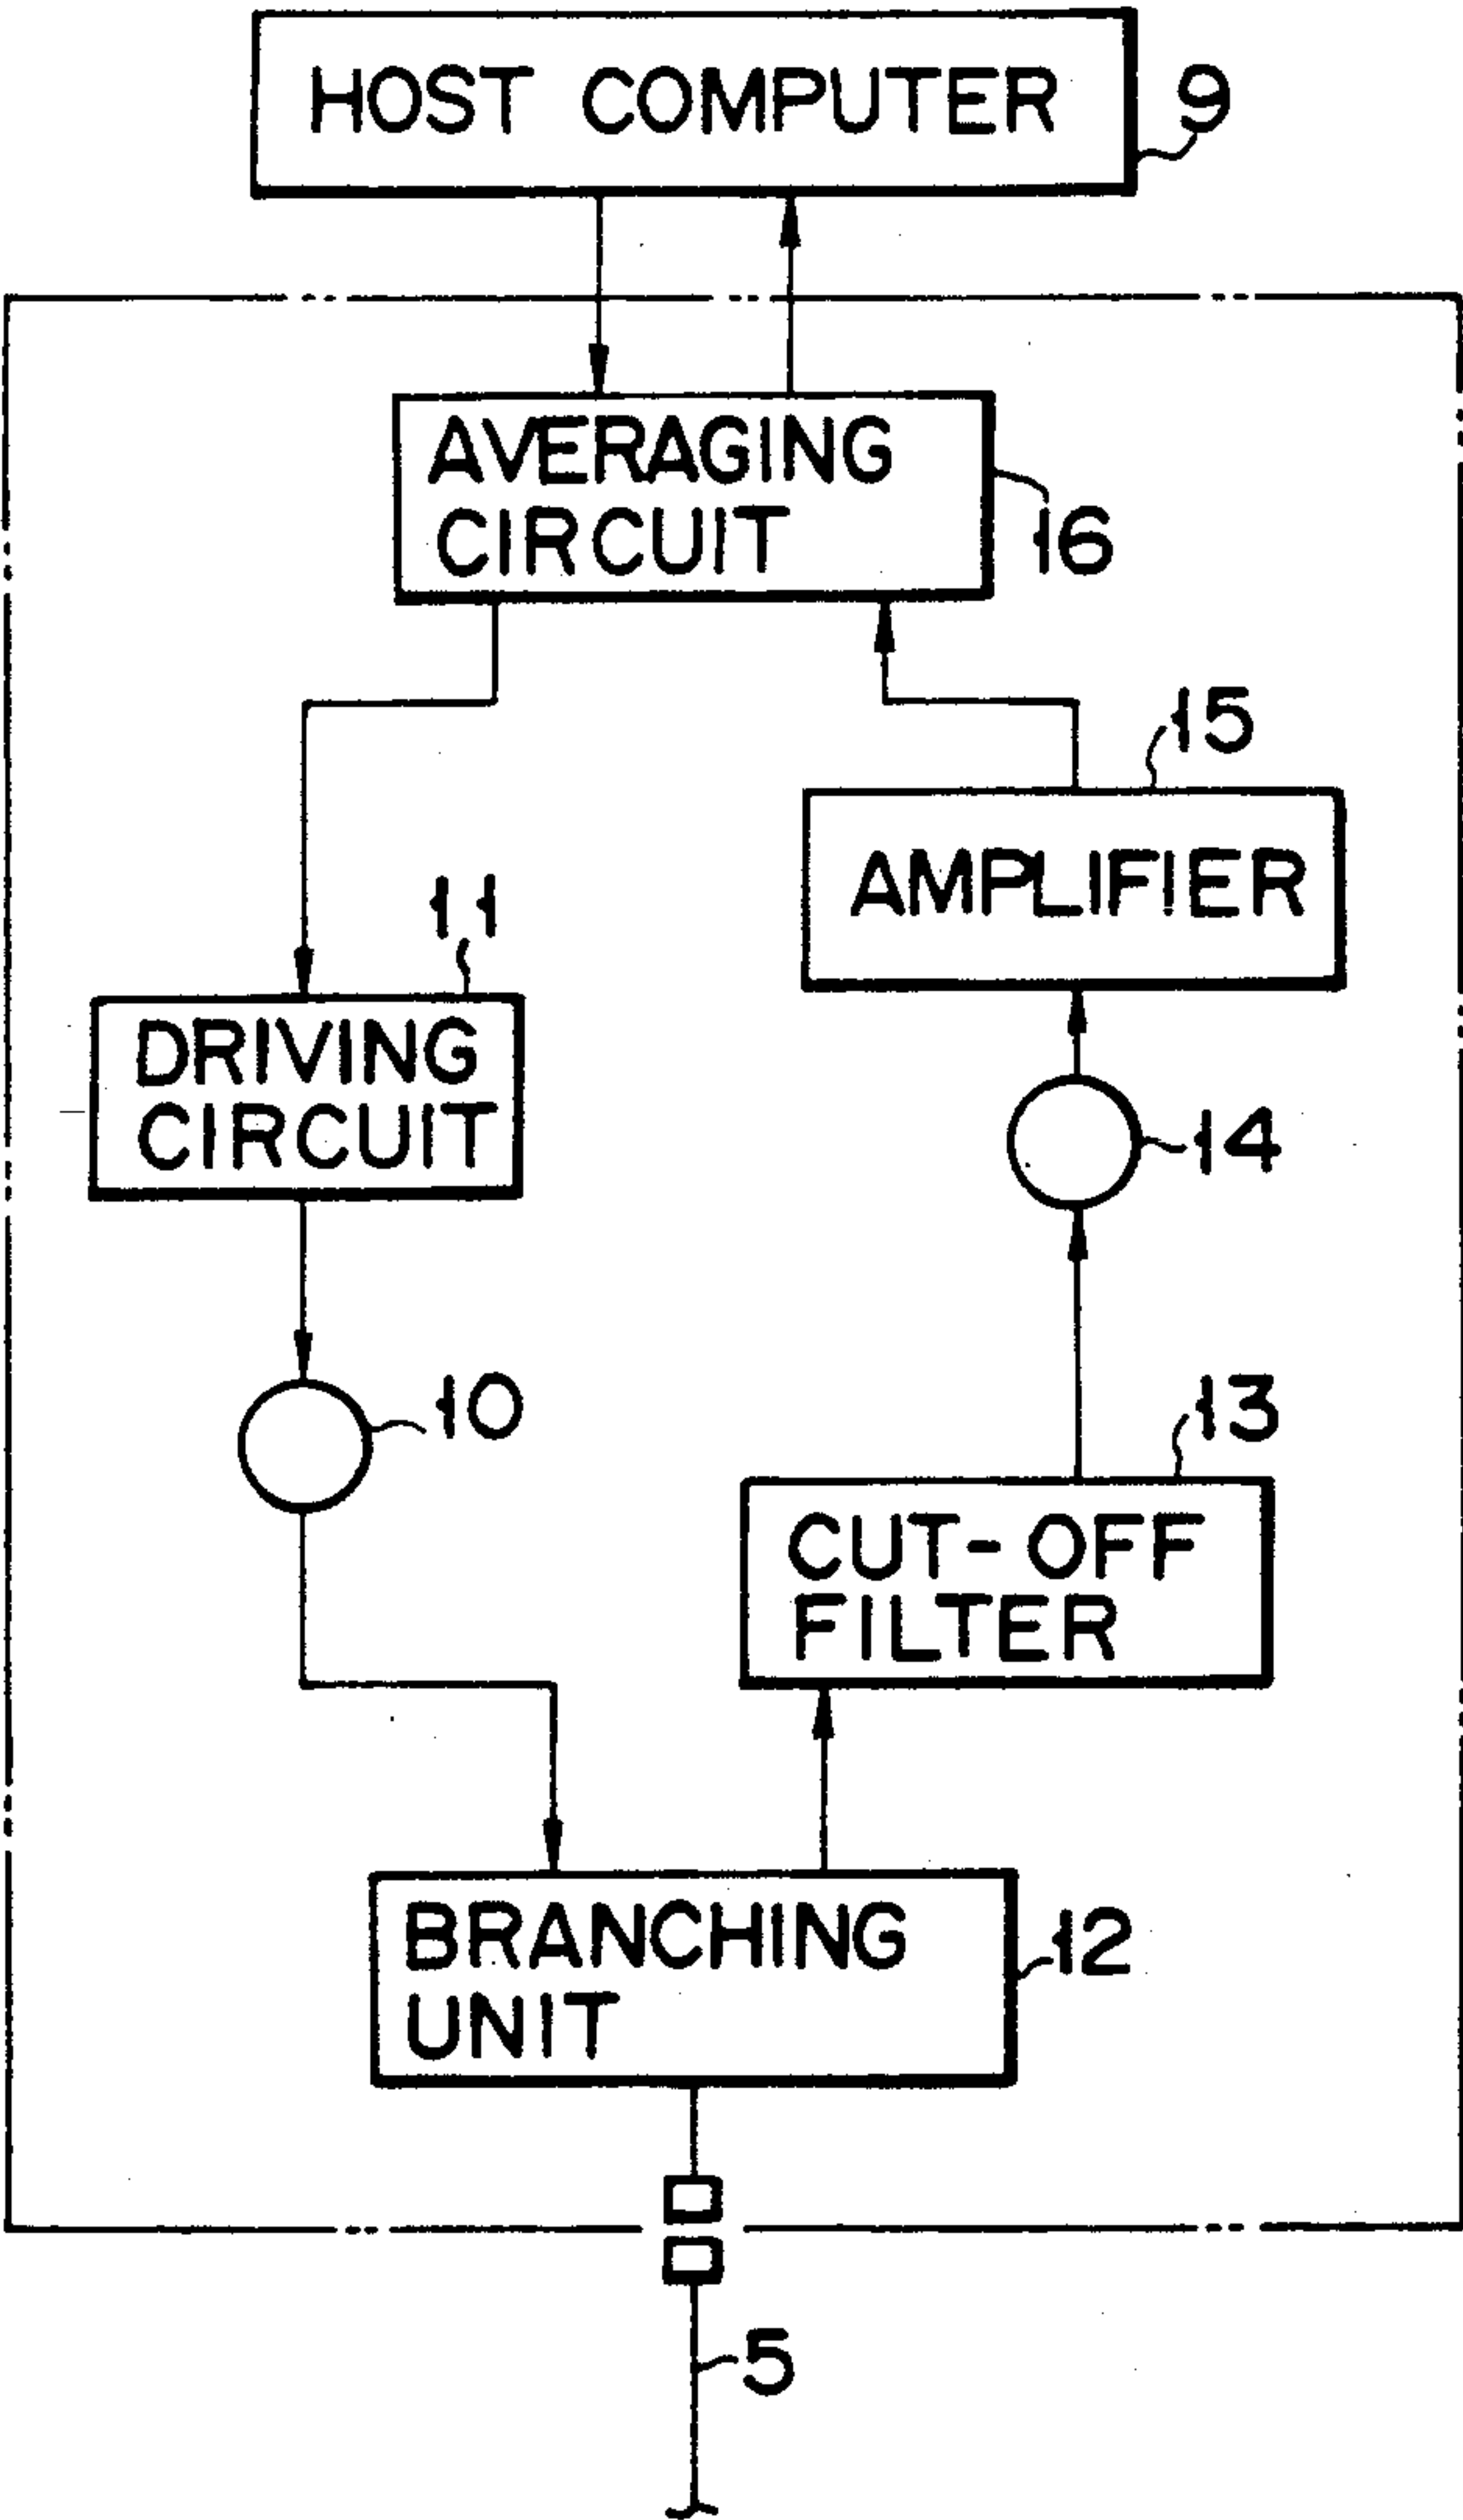 HOST COMPUTER
9
AVERAGING
CIRCUIT
16
15
AMPLIFIER
11
DRIVING
CIRCUIT
14
10
13
CUT-OFF
FILTER
BRANCHING
UNIT
12
5